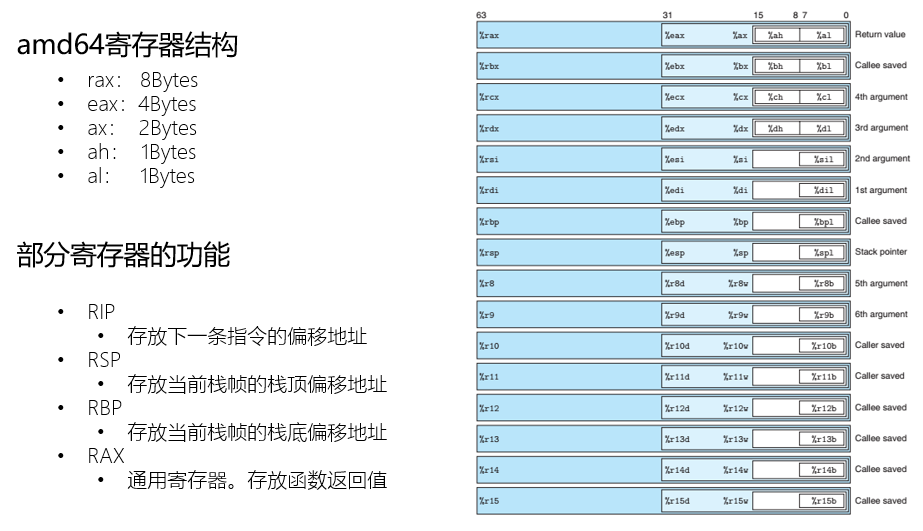 amd64寄存器结构
• rax： 8Bytes
• eax：4Bytes
• ax： 2Bytes
• ah： 1Bytes
• al： 1Bytes
部分寄存器的功能
• RIP
• 存放下一条指令的偏移地址
• RSP
• 存放当前栈帧的栈顶偏移地址
• RBP
• 存放当前栈帧的栈底偏移地址
• RAX
• 通用寄存器。存放函数返回值
63 31 15 8 7 0
%rax %eax %ax %ah %al Return value
%rbx %ebx %bx %bh %bl Callee saved
%rcx %ecx %cx %ch %cl 4th argument
%rdx %edx %dx %dh %dl 3rd argument
%rsi %esi %si %sil 2nd argument
%rdi %edi %di %dil 1st argument
%rbp %ebp %bp %bpl Callee saved
%rsp %esp %sp %spl Stack pointer
%r8 %r8d %r8w %r8b 5th argument
%r9 %r9d %r9w %r9b 6th argument
%r10 %r10d %r10w %r10b Caller saved
%r11 %r11d %r11w %r11b Caller saved
%r12 %r12d %r12w %r12b Callee saved
%r13 %r13d %r13w %r13b Callee saved
%r14 %r14d %r14w %r14b Callee saved
%r15 %r15d %r15w %r15b Callee saved